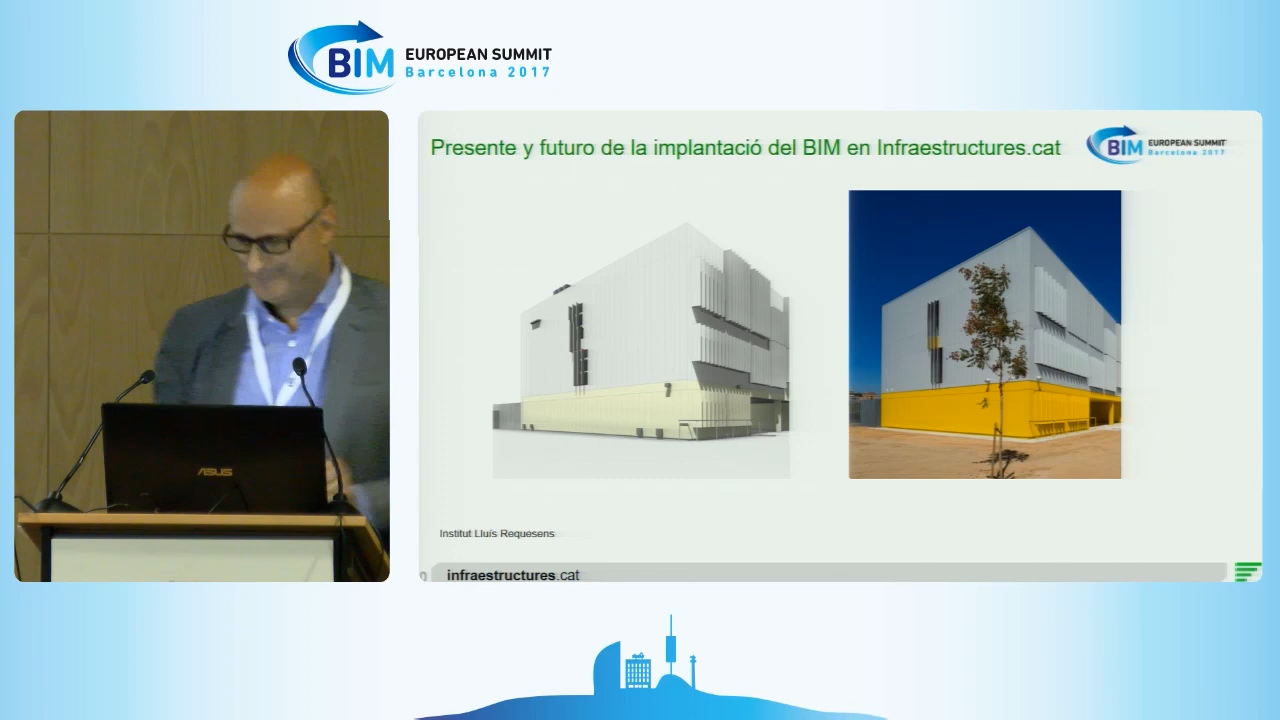 BIM EUROPEAN SUMMIT
Barcelona 2017
Presente y futuro de la implantació del BIM en Infraestructures.cat
BIM EUROPEAN SUMMIT
Barcelona 2017
ASUS
Institut Lluís Requesens
infraestructures.cat